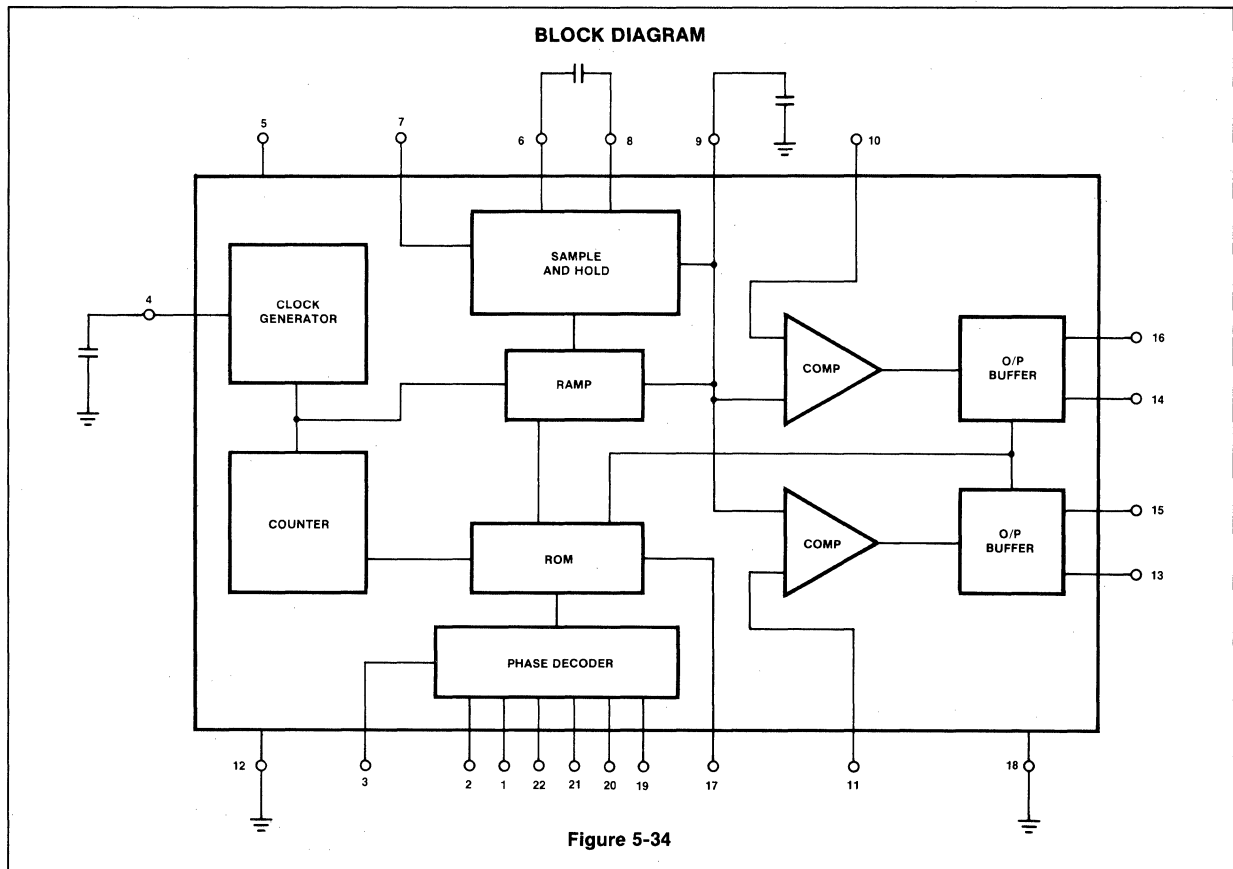 BLOCK DIAGRAM
5
7
6
8
9
10
SAMPLE
AND HOLD
CLOCK
GENERATOR
4
RAMP
COMP
O/P
BUFFER
16
14
COUNTER
ROM
COMP
O/P
BUFFER
15
13
PHASE DECODER
12
3
2
1
22
21
20
19
17
11
18
Figure 5-34